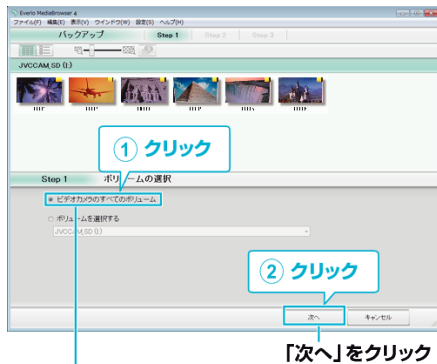 Everio MediaBrowser 4
ファイル(F) 編集(E) 表示(V) ウインドウ(W) 設定(S) ヘルプ(H)
バックアップ Step 1 Step 2 Step 3
JVCCAM_SD (I:)
① クリック
Step 1 ボリュームの選択
ビデオカメラのすべてのボリューム
ボリュームを選択する
JVCCAM_SD (I:)
② クリック
次へ キャンセル
「次へ」をクリック